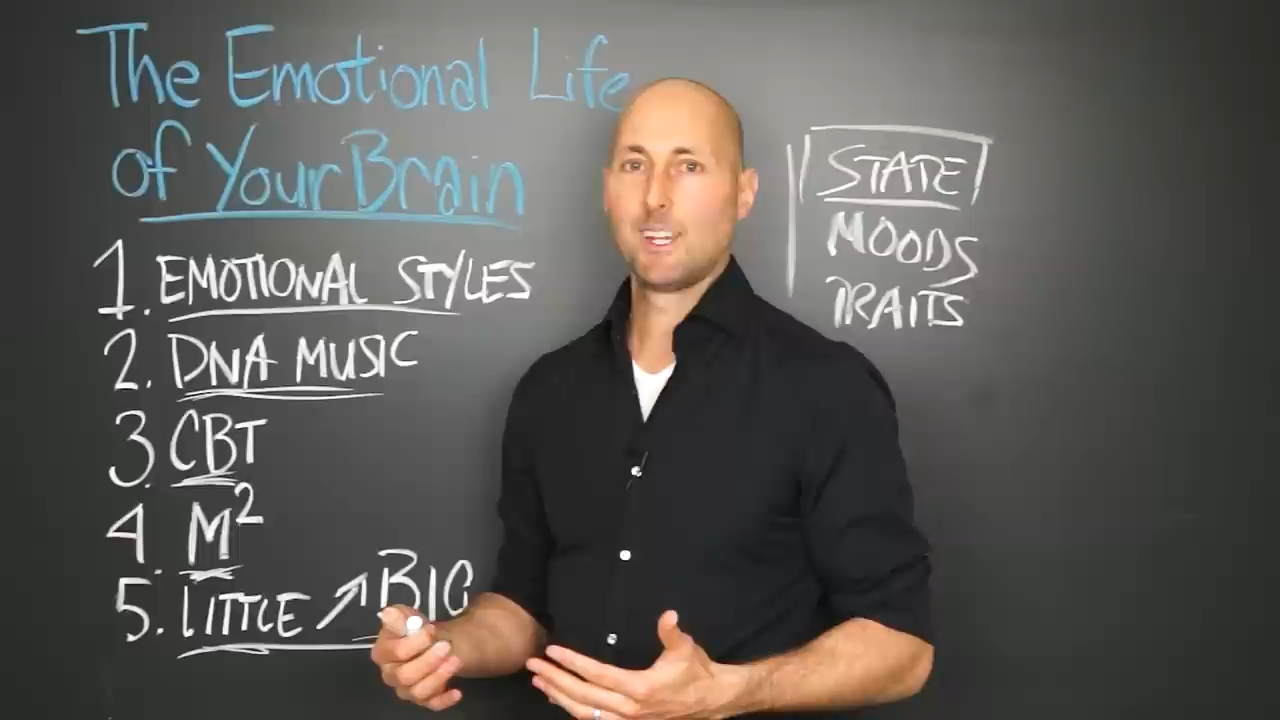 The Emotional Life
of Your Brain
1. EMOTIONAL STYLES
2. DNA MUSIC
3. CBT
4. M²
5. LITTLE ↗ BIG
STATE
MOODS
TRAITS